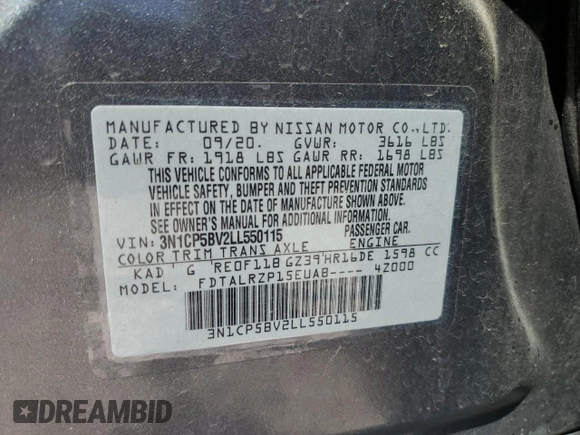 MANUFACTURED BY NISSAN MOTOR CO.,LTD.
DATE: 09/20. GVWR: 3616 LBS
GAWR FR: 1918 LBS GAWR RR: 1698 LBS
THIS VEHICLE CONFORMS TO ALL APPLICABLE FEDERAL MOTOR
VEHICLE SAFETY, BUMPER AND THEFT PREVENTION STANDARDS
IN EFFECT ON THE DATE OF MANUFACTURE SHOWN ABOVE.
SEE OWNER'S MANUAL FOR ADDITIONAL INFORMATION.
VIN: 3N1CP5BV2LL550115 PASSENGER CAR.
COLOR TRIM TRANS AXLE ENGINE
KAD G RE0F11B GZ39 HR16DE 1598 CC
MODEL: FDTALRZP15EUAB---- 4Z000
3N1CP5BV2LL550115
DREAMBID